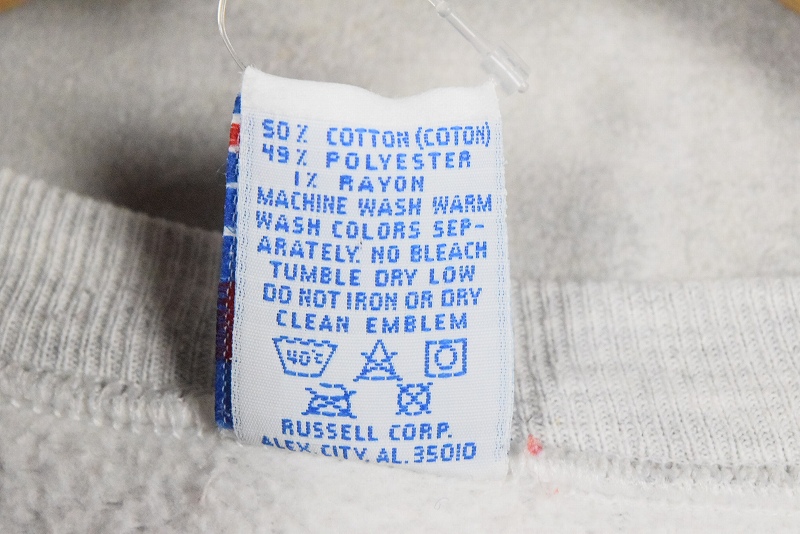 50% COTTON (COTON)
49% POLYESTER
1% RAYON
MACHINE WASH WARM
WASH COLORS SEP-
ARATELY. NO BLEACH
TUMBLE DRY LOW
DO NOT IRON OR DRY
CLEAN EMBLEM
40°C
RUSSELL CORP.
ALEX. CITY, AL. 35010